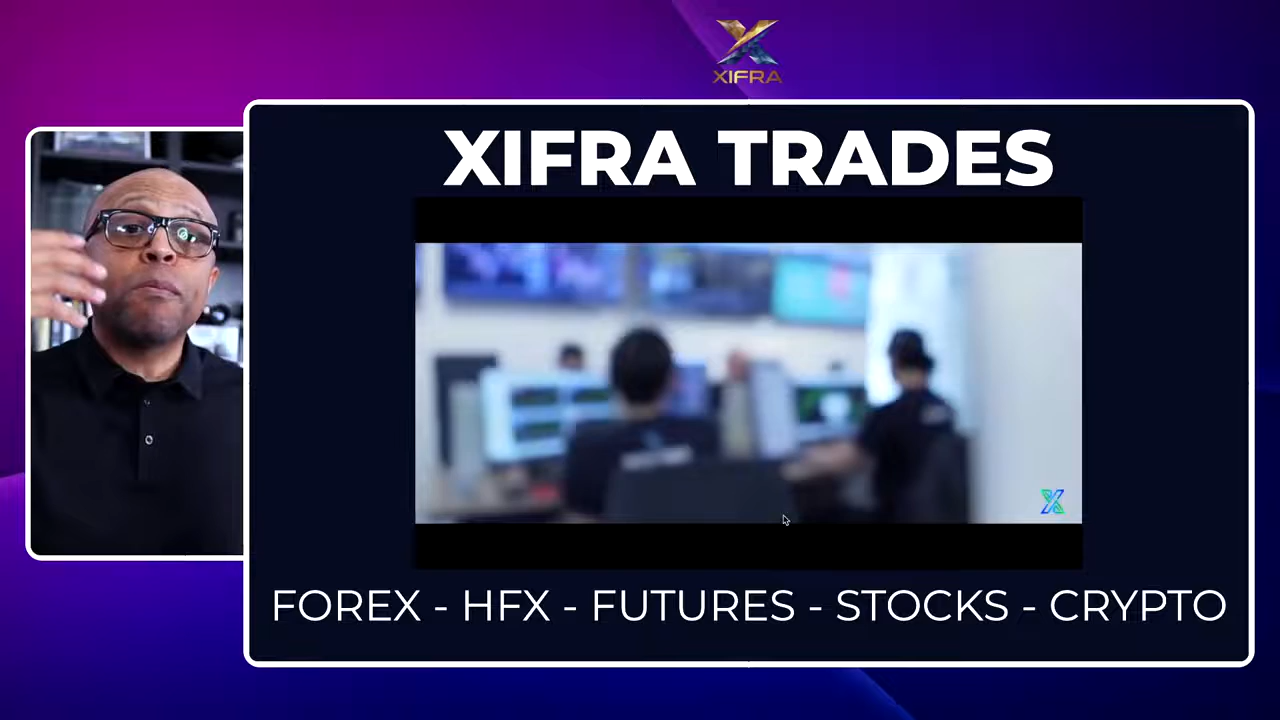 XIFRA
XIFRA TRADES
FOREX - HFX - FUTURES - STOCKS - CRYPTO